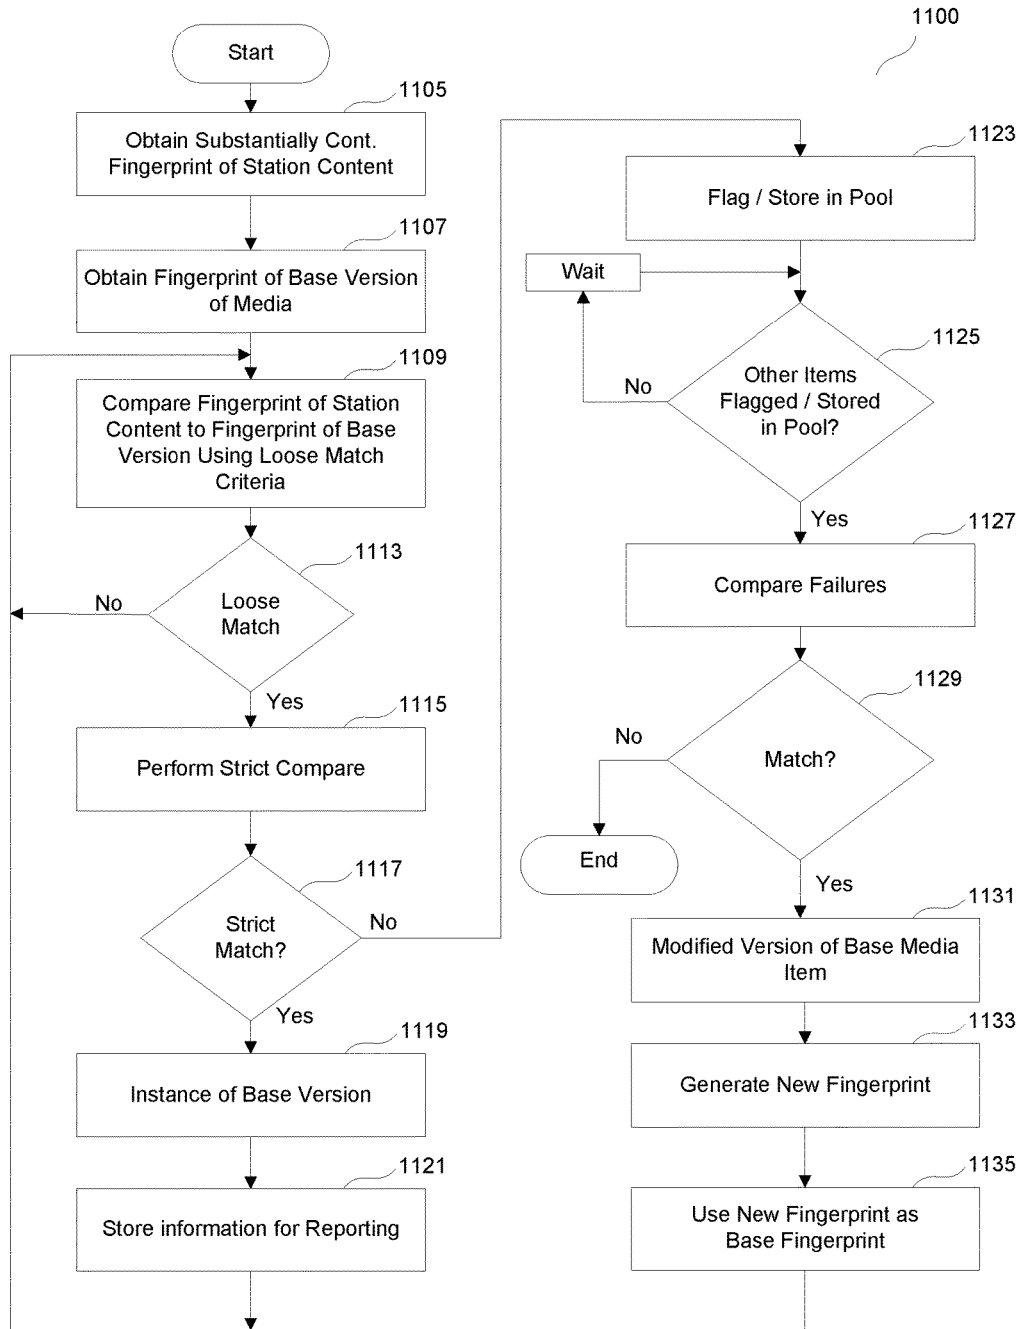 1100
Start
1105
Obtain Substantially Cont.
Fingerprint of Station Content
1107
Obtain Fingerprint of Base Version
of Media
1109
Compare Fingerprint of Station
Content to Fingerprint of Base
Version Using Loose Match
Criteria
1113
Loose
Match
No
Yes
1115
Perform Strict Compare
1117
Strict
Match?
No
Yes
1119
Instance of Base Version
1121
Store information for Reporting
1123
Flag / Store in Pool
Wait
1125
Other Items
Flagged / Stored
in Pool?
No
Yes
1127
Compare Failures
1129
Match?
No
End
Yes
1131
Modified Version of Base Media
Item
1133
Generate New Fingerprint
1135
Use New Fingerprint as
Base Fingerprint